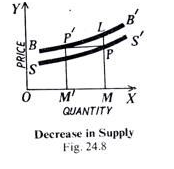 Y
B′
L
P′
S′
B
P
S
PRICE
O M′ M X
QUANTITY
Decrease in Supply
Fig. 24.8